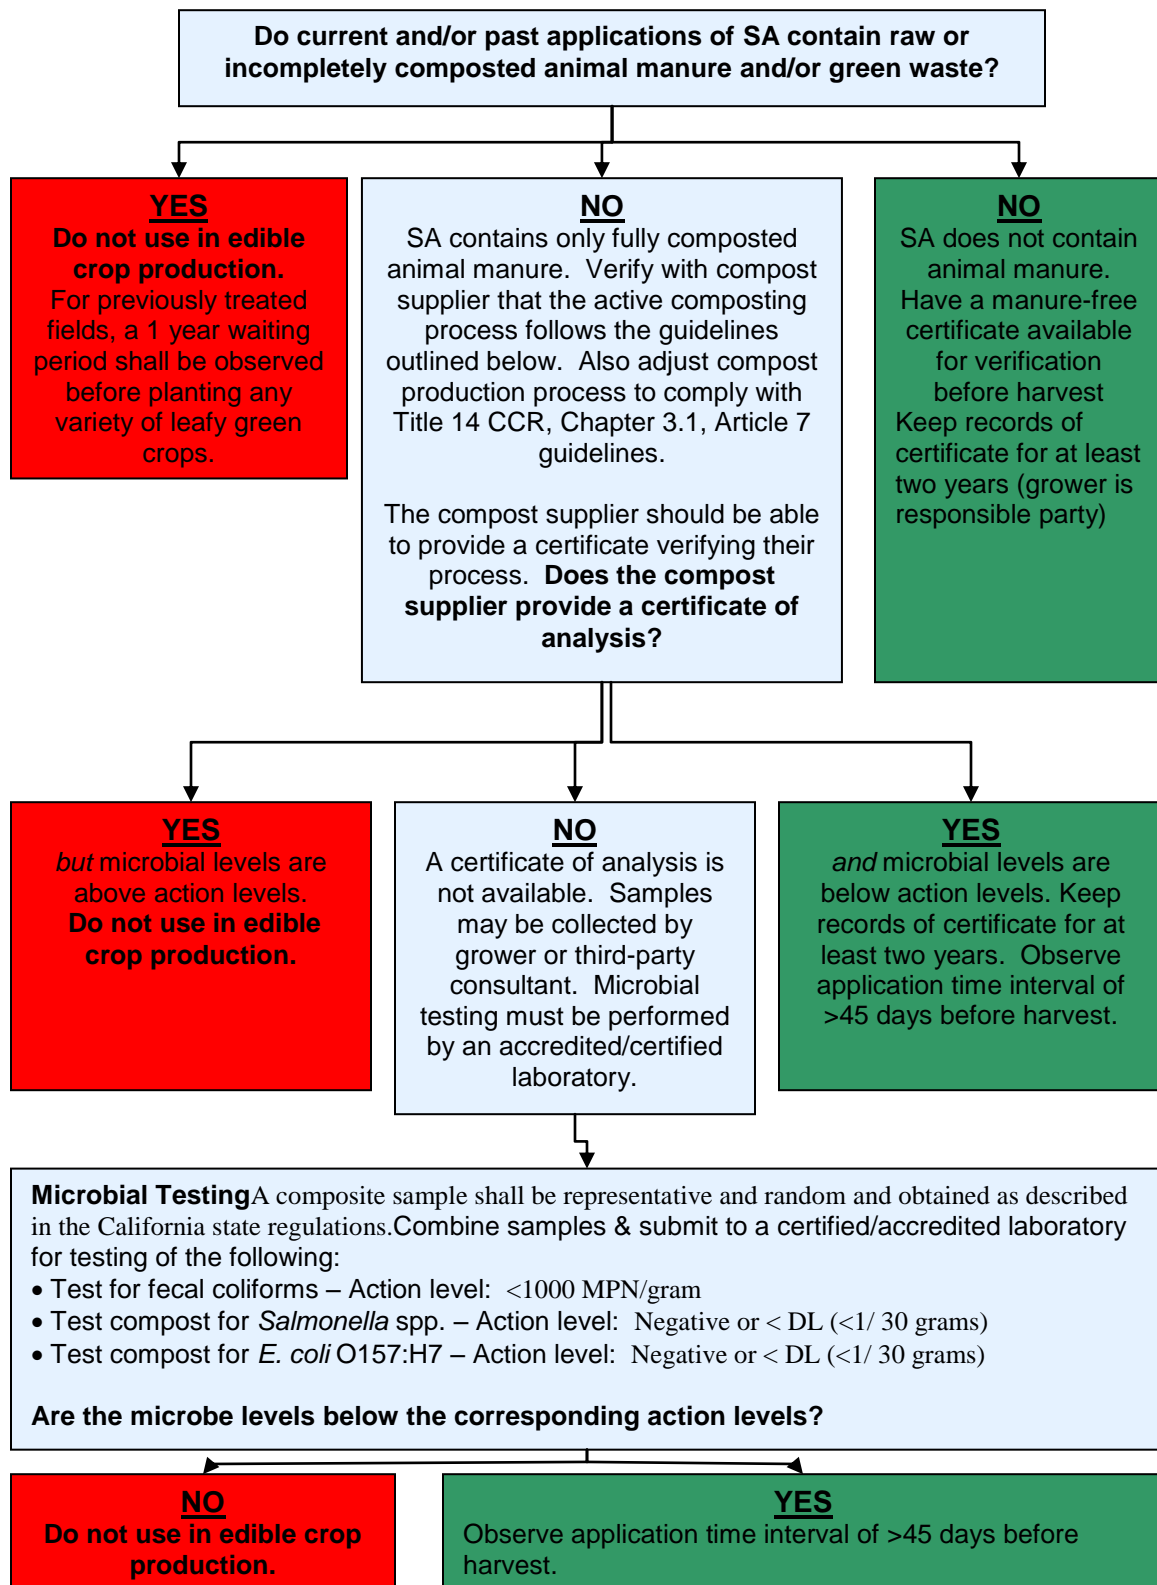 Do current and/or past applications of SA contain raw or
incompletely composted animal manure and/or green waste?
YES
Do not use in edible
crop production.
For previously treated
fields, a 1 year waiting
period shall be observed
before planting any
variety of leafy green
crops.
NO
SA contains only fully composted
animal manure. Verify with compost
supplier that the active composting
process follows the guidelines
outlined below. Also adjust compost
production process to comply with
Title 14 CCR, Chapter 3.1, Article 7
guidelines.
The compost supplier should be able
to provide a certificate verifying their
process. Does the compost
supplier provide a certificate of
analysis?
NO
SA does not contain
animal manure.
Have a manure-free
certificate available
for verification
before harvest
Keep records of
certificate for at least
two years (grower is
responsible party)
YES
but microbial levels are
above action levels.
Do not use in edible
crop production.
NO
A certificate of analysis is
not available. Samples
may be collected by
grower or third-party
consultant. Microbial
testing must be performed
by an accredited/certified
laboratory.
YES
and microbial levels are
below action levels. Keep
records of certificate for at
least two years. Observe
application time interval of
>45 days before harvest.
Microbial TestingA composite sample shall be representative and random and obtained as described
in the California state regulations.Combine samples & submit to a certified/accredited laboratory
for testing of the following:
• Test for fecal coliforms – Action level: <1000 MPN/gram
• Test compost for Salmonella spp. – Action level: Negative or < DL (<1/ 30 grams)
• Test compost for E. coli O157:H7 – Action level: Negative or < DL (<1/ 30 grams)
Are the microbe levels below the corresponding action levels?
NO
Do not use in edible crop
production.
YES
Observe application time interval of >45 days before
harvest.